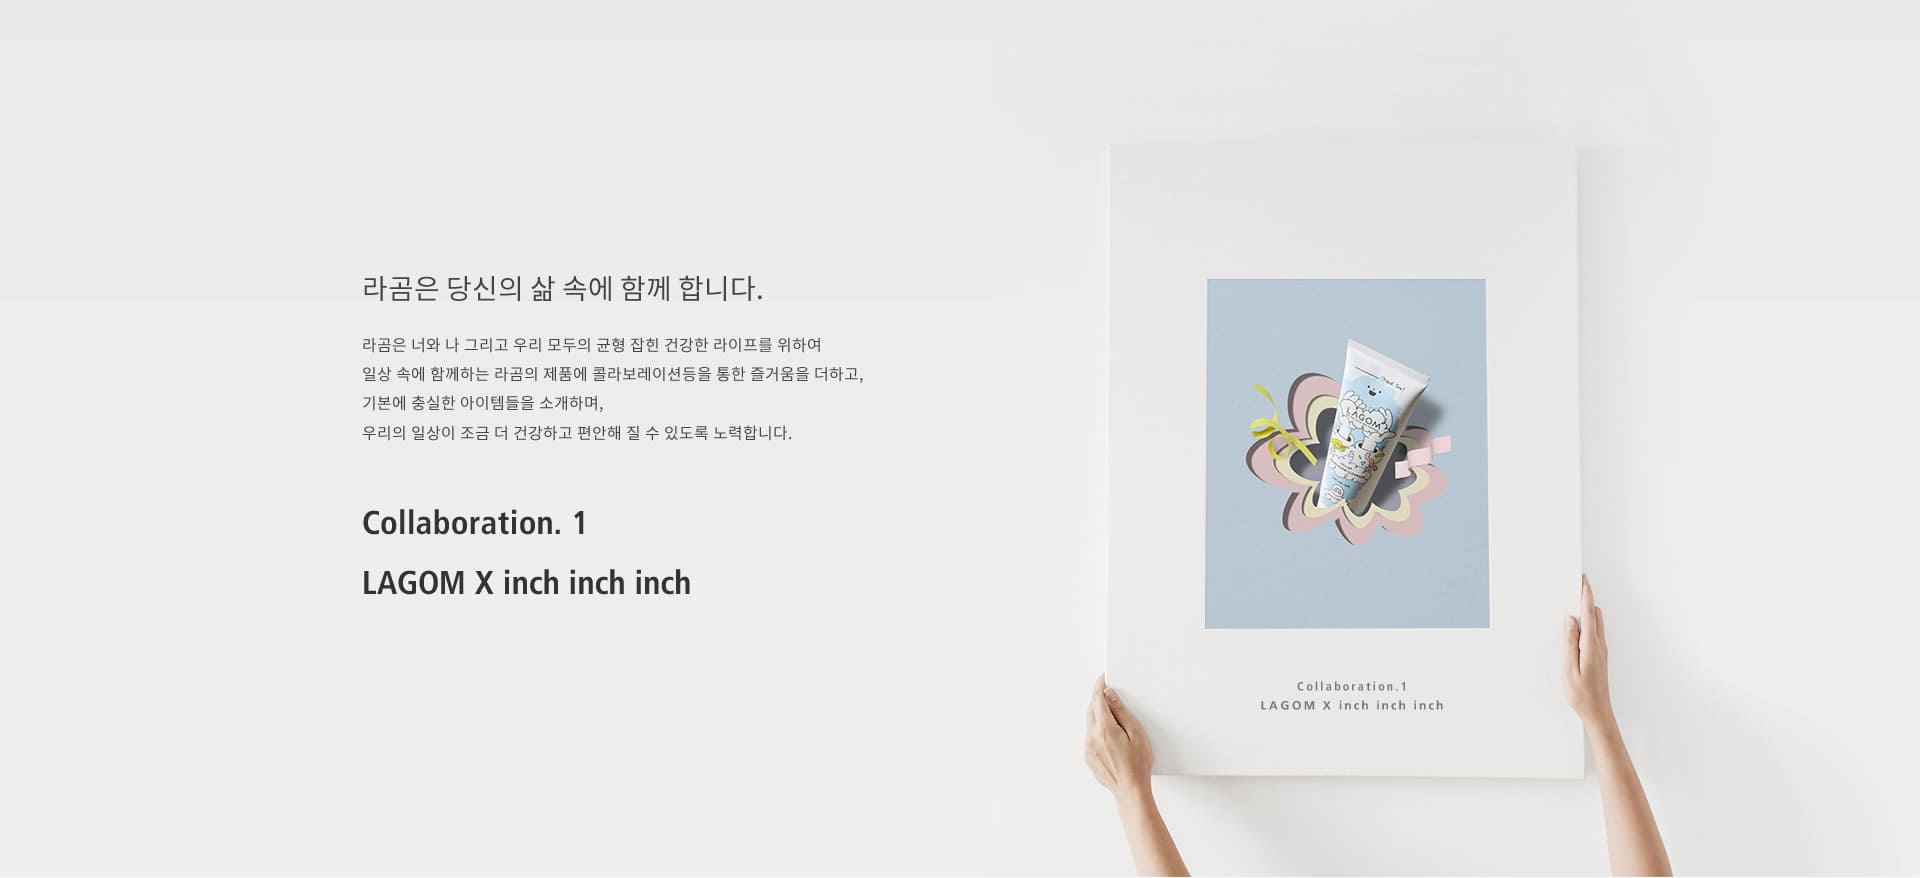 라곰은 당신의 삶 속에 함께 합니다.
라곰은 너와 나 그리고 우리 모두의 균형 잡힌 건강한 라이프를 위하여
일상 속에 함께하는 라곰의 제품에 콜라보레이션등을 통한 즐거움을 더하고,
기본에 충실한 아이템들을 소개하며,
우리의 일상이 조금 더 건강하고 편안해 질 수 있도록 노력합니다.
Collaboration. 1
LAGOM X inch inch inch
LAGOM
Collaboration.1
LAGOM X inch inch inch